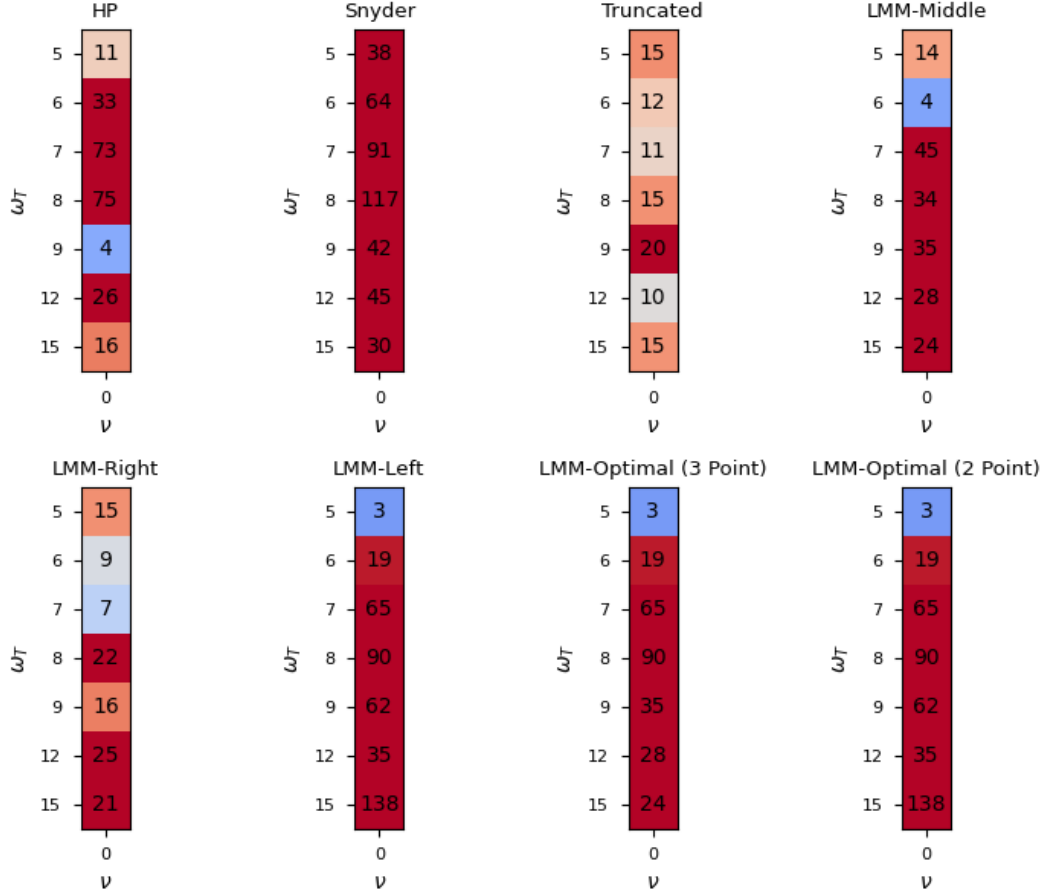 HP
Snyder
Truncated
LMM-Middle
5 11
6 33
7 73
8 75
9 4
12 26
15 16
ω_T
0
ν
5 38
6 64
7 91
8 117
9 42
12 45
15 30
ω_T
0
ν
5 15
6 12
7 11
8 15
9 20
12 10
15 15
ω_T
0
ν
5 14
6 4
7 45
8 34
9 35
12 28
15 24
ω_T
0
ν
LMM-Right
LMM-Left
LMM-Optimal (3 Point)
LMM-Optimal (2 Point)
5 15
6 9
7 7
8 22
9 16
12 25
15 21
ω_T
0
ν
5 3
6 19
7 65
8 90
9 62
12 35
15 138
ω_T
0
ν
5 3
6 19
7 65
8 90
9 35
12 28
15 24
ω_T
0
ν
5 3
6 19
7 65
8 90
9 62
12 35
15 138
ω_T
0
ν